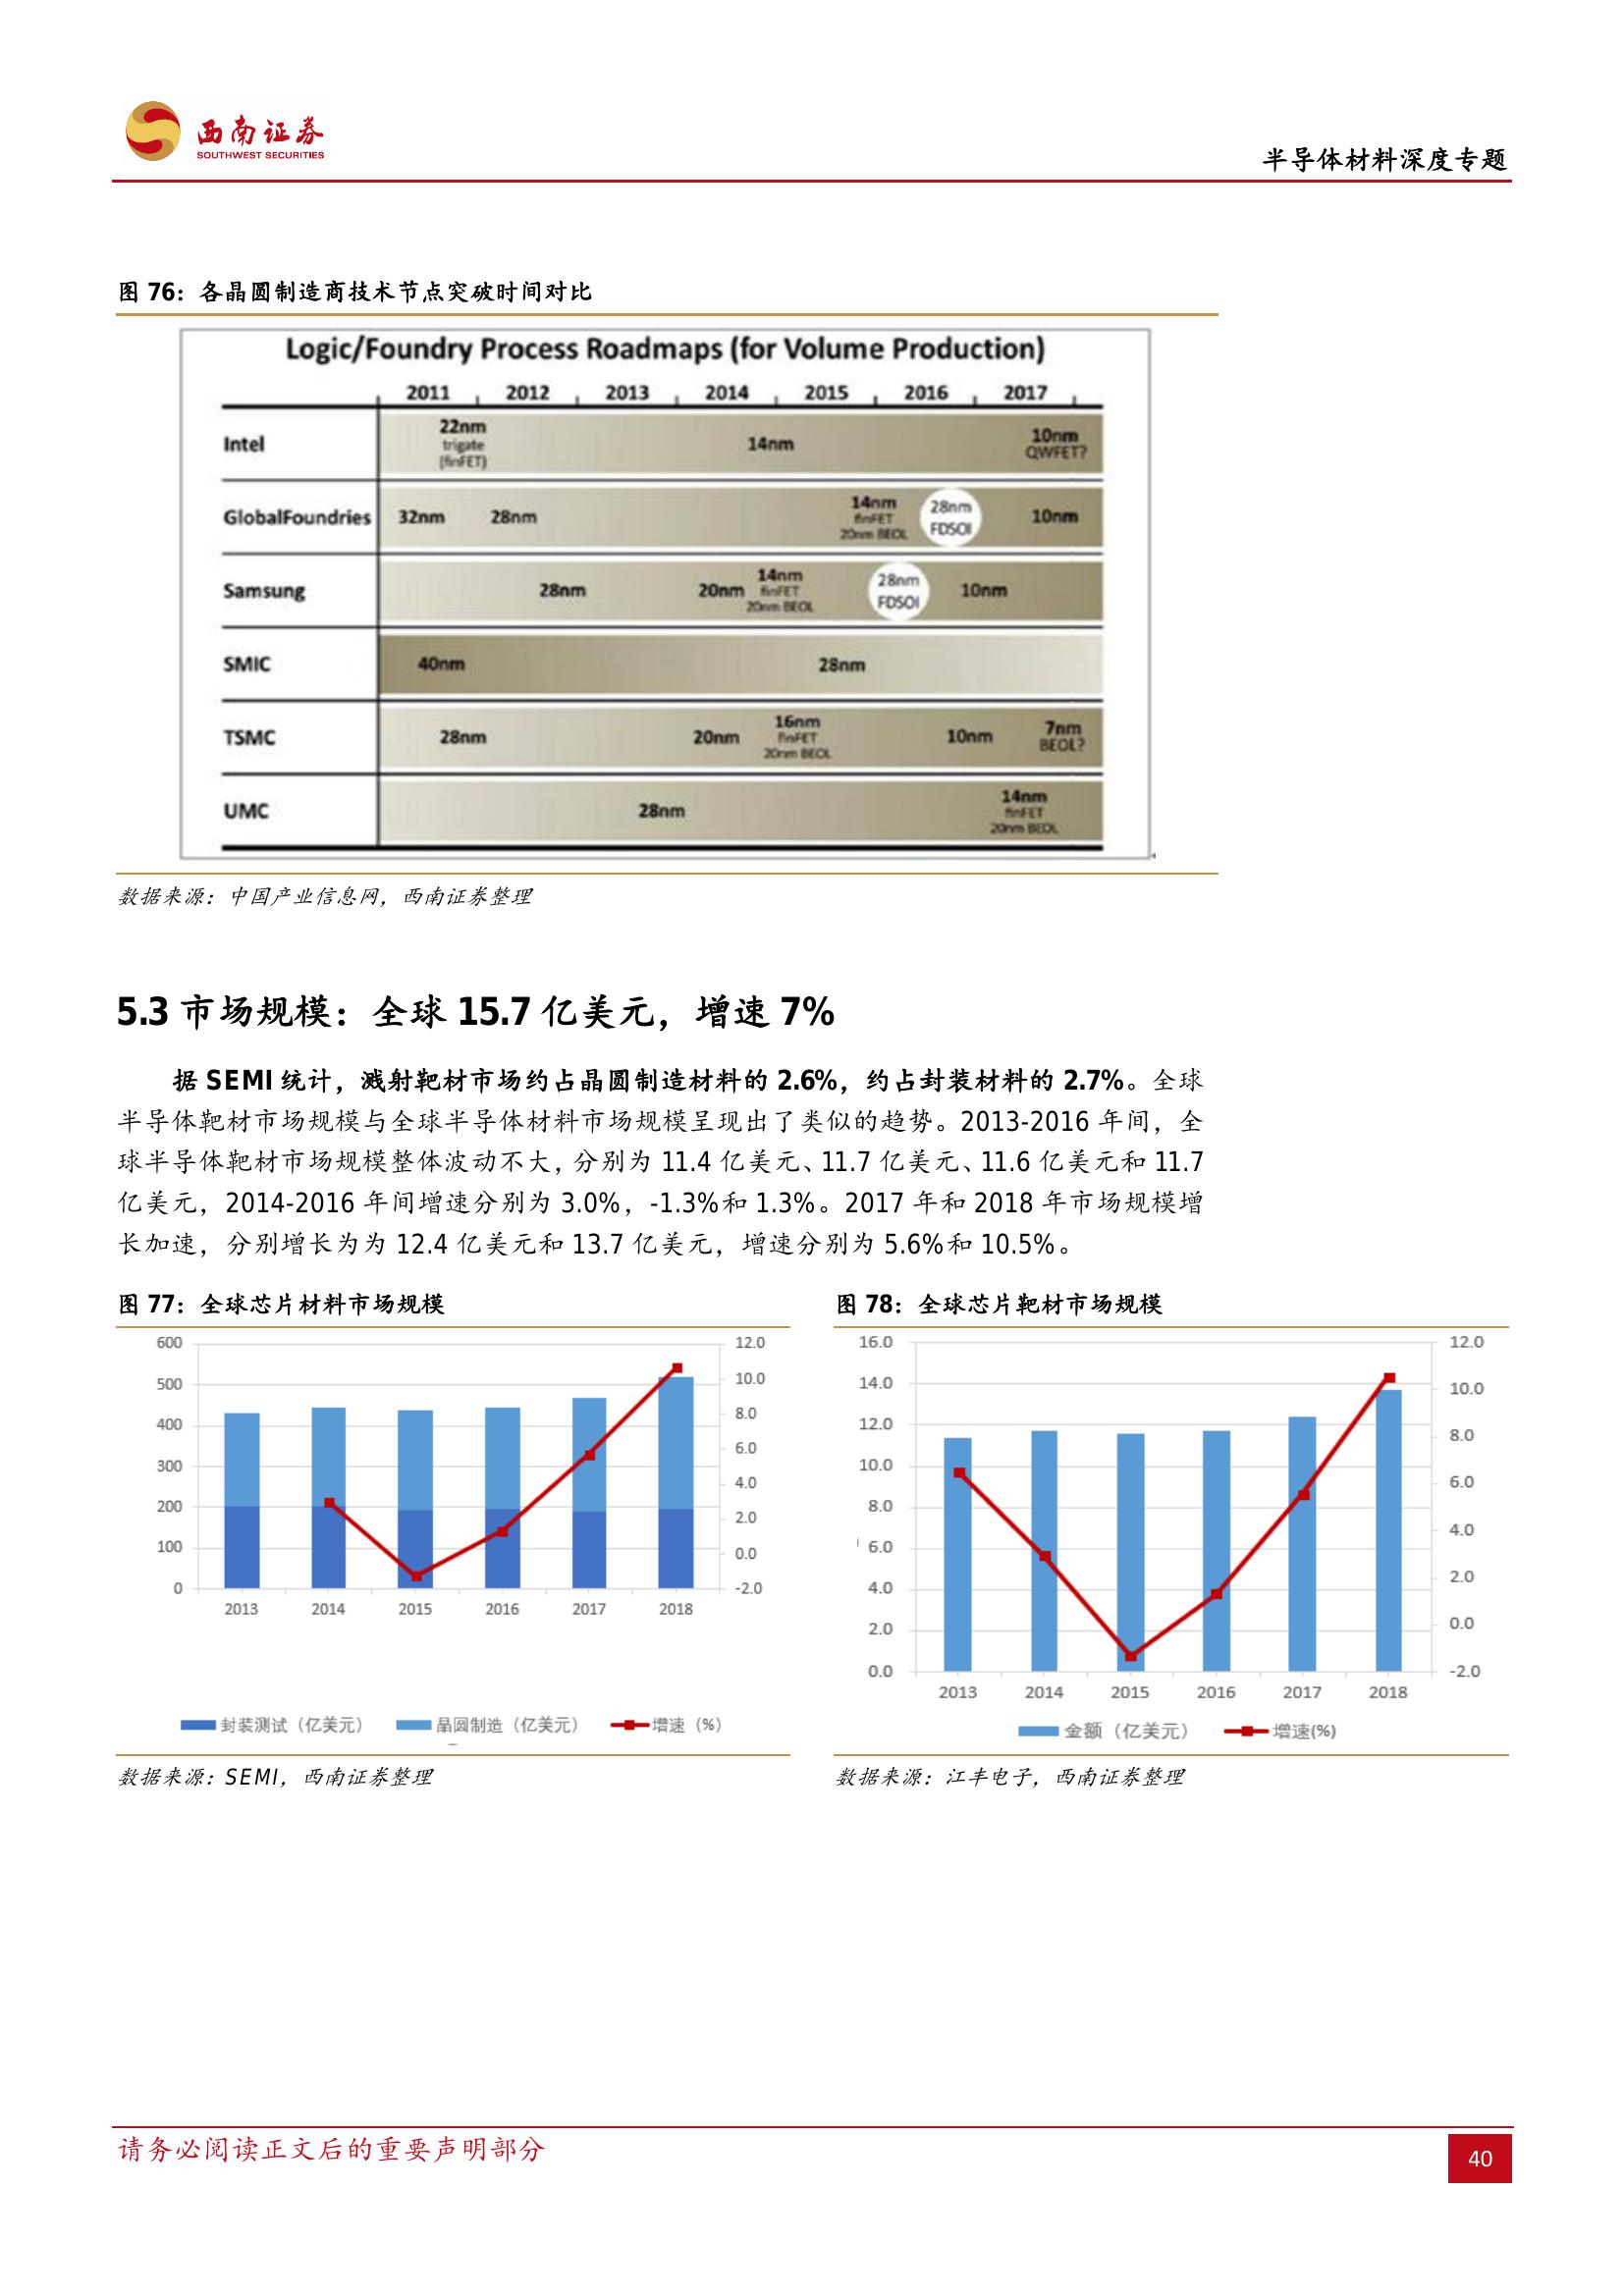 西南证券
SOUTHWEST SECURITIES
半导体材料深度专题
图 76：各晶圆制造商技术节点突破时间对比
Logic/Foundry Process Roadmaps (for Volume Production)
2011 2012 2013 2014 2015 2016 2017
Intel
22nm
trigate
(finFET)
14nm
10nm
QWFET?
GlobalFoundries
32nm
28nm
14nm
finFET
20nm BEOL
28nm
FDSOI
10nm
Samsung
28nm
20nm
14nm
finFET
20nm BEOL
28nm
FDSOI
10nm
SMIC
40nm
28nm
TSMC
28nm
20nm
16nm
finFET
20nm BEOL
10nm
7nm
BEOL?
UMC
28nm
14nm
finFET
20nm BEOL
数据来源：中国产业信息网，西南证券整理
5.3 市场规模：全球 15.7 亿美元，增速 7%
据 SEMI 统计，溅射靶材市场约占晶圆制造材料的 2.6%，约占封装材料的 2.7%。全球
半导体靶材市场规模与全球半导体材料市场规模呈现出了类似的趋势。2013-2016 年间，全
球半导体靶材市场规模整体波动不大，分别为 11.4 亿美元、11.7 亿美元、11.6 亿美元和 11.7
亿美元，2014-2016 年间增速分别为 3.0%，-1.3%和 1.3%。2017 年和 2018 年市场规模增
长加速，分别增长为为 12.4 亿美元和 13.7 亿美元，增速分别为 5.6%和 10.5%。
图 77：全球芯片材料市场规模
600
500
400
300
200
100
0
12.0
10.0
8.0
6.0
4.0
2.0
0.0
-2.0
2013 2014 2015 2016 2017 2018
封装测试（亿美元） 晶圆制造（亿美元） 增速（%）
数据来源：SEMI，西南证券整理
图 78：全球芯片靶材市场规模
16.0
14.0
12.0
10.0
8.0
6.0
4.0
2.0
0.0
12.0
10.0
8.0
6.0
4.0
2.0
0.0
-2.0
2013 2014 2015 2016 2017 2018
金额（亿美元） 增速(%)
数据来源：江丰电子，西南证券整理
请务必阅读正文后的重要声明部分
40